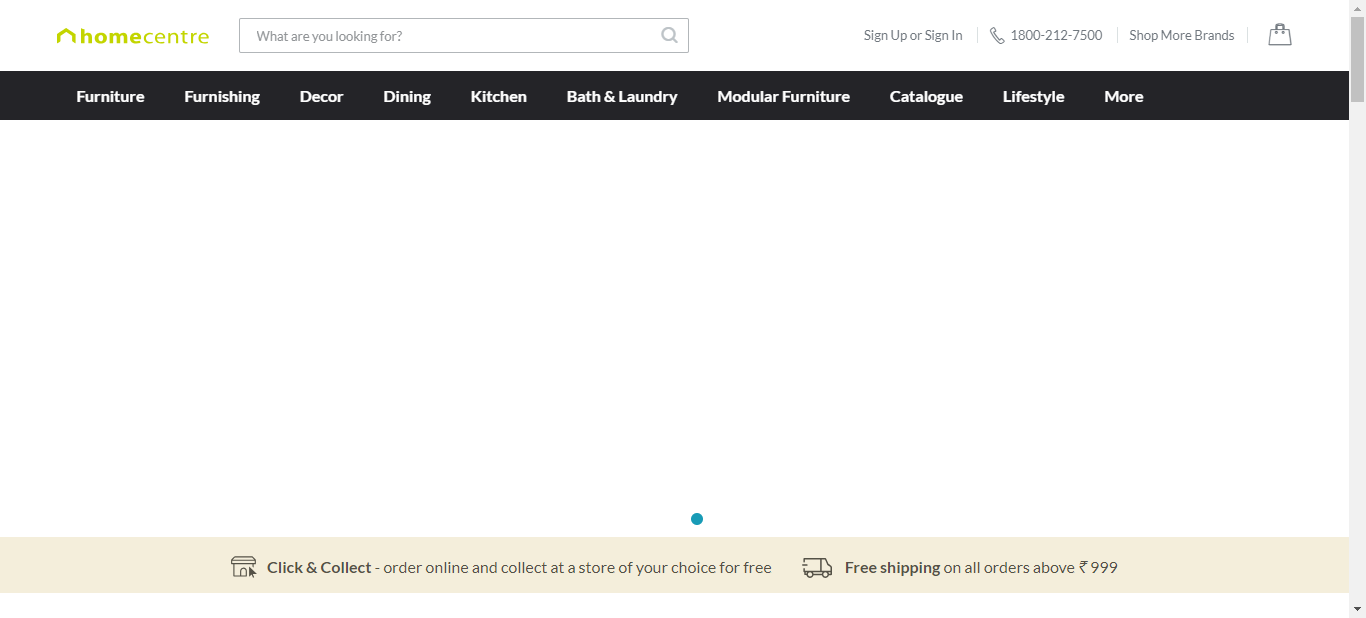 homecentre
What are you looking for?
Sign Up or Sign In
1800-212-7500
Shop More Brands
Furniture Furnishing Decor Dining Kitchen Bath & Laundry Modular Furniture Catalogue Lifestyle More
Click & Collect - order online and collect at a store of your choice for free
Free shipping on all orders above ₹ 999